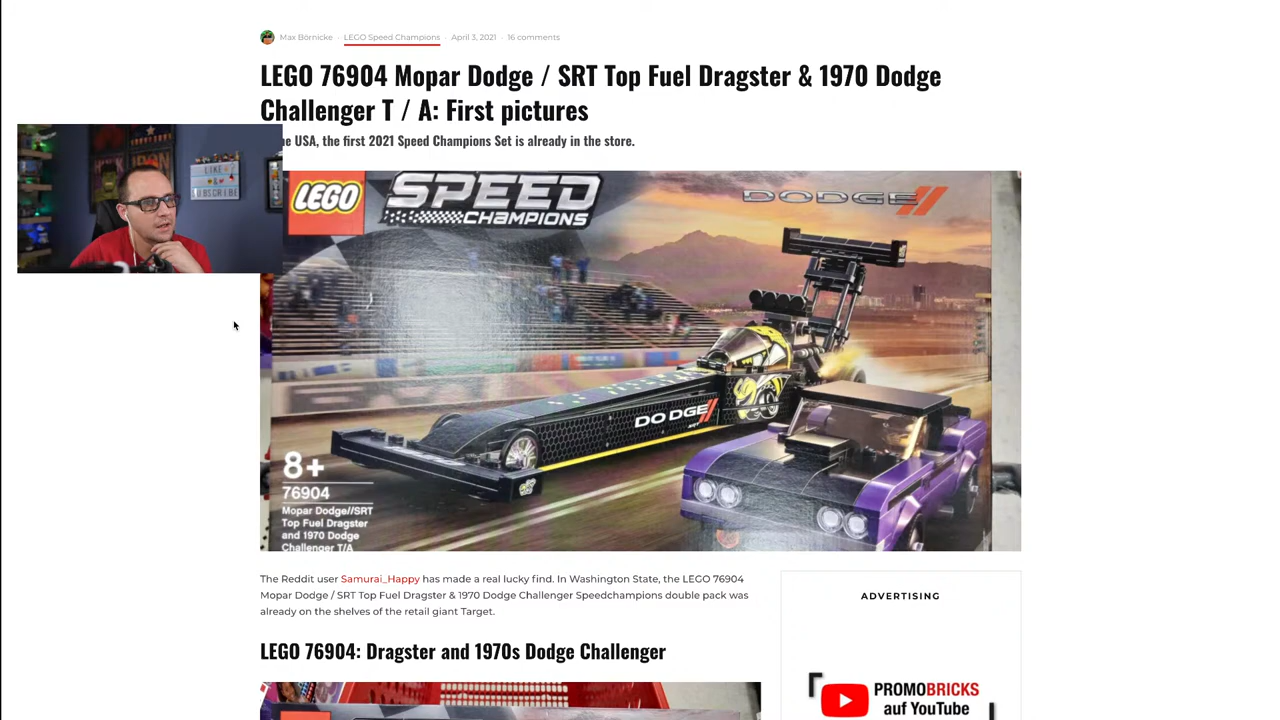 Max Börnicke · LEGO Speed Champions · April 3, 2021 · 16 comments
LEGO 76904 Mopar Dodge / SRT Top Fuel Dragster & 1970 Dodge
Challenger T / A: First pictures
USA, the first 2021 Speed Champions Set is already in the store.
LIKE
&
SUBSCRIBE
LEGO
SPEED
CHAMPIONS
DODGE
DODGE
8+
76904
Mopar Dodge//SRT
Top Fuel Dragster
and 1970 Dodge
Challenger T/A
The Reddit user Samurai_Happy has made a real lucky find. In Washington State, the LEGO 76904
Mopar Dodge / SRT Top Fuel Dragster & 1970 Dodge Challenger Speedchampions double pack was
already on the shelves of the retail giant Target.
ADVERTISING
LEGO 76904: Dragster and 1970s Dodge Challenger
PROMOBRICKS
auf YouTube